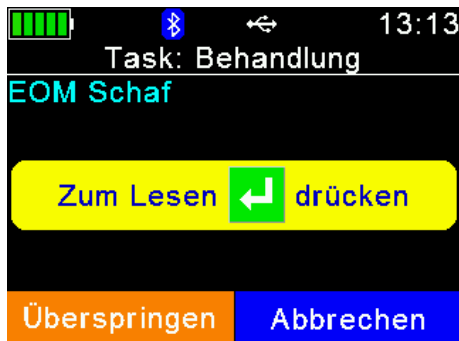 13:13
Task: Behandlung
EOM Schaf
Zum Lesen drücken
Überspringen Abbrechen